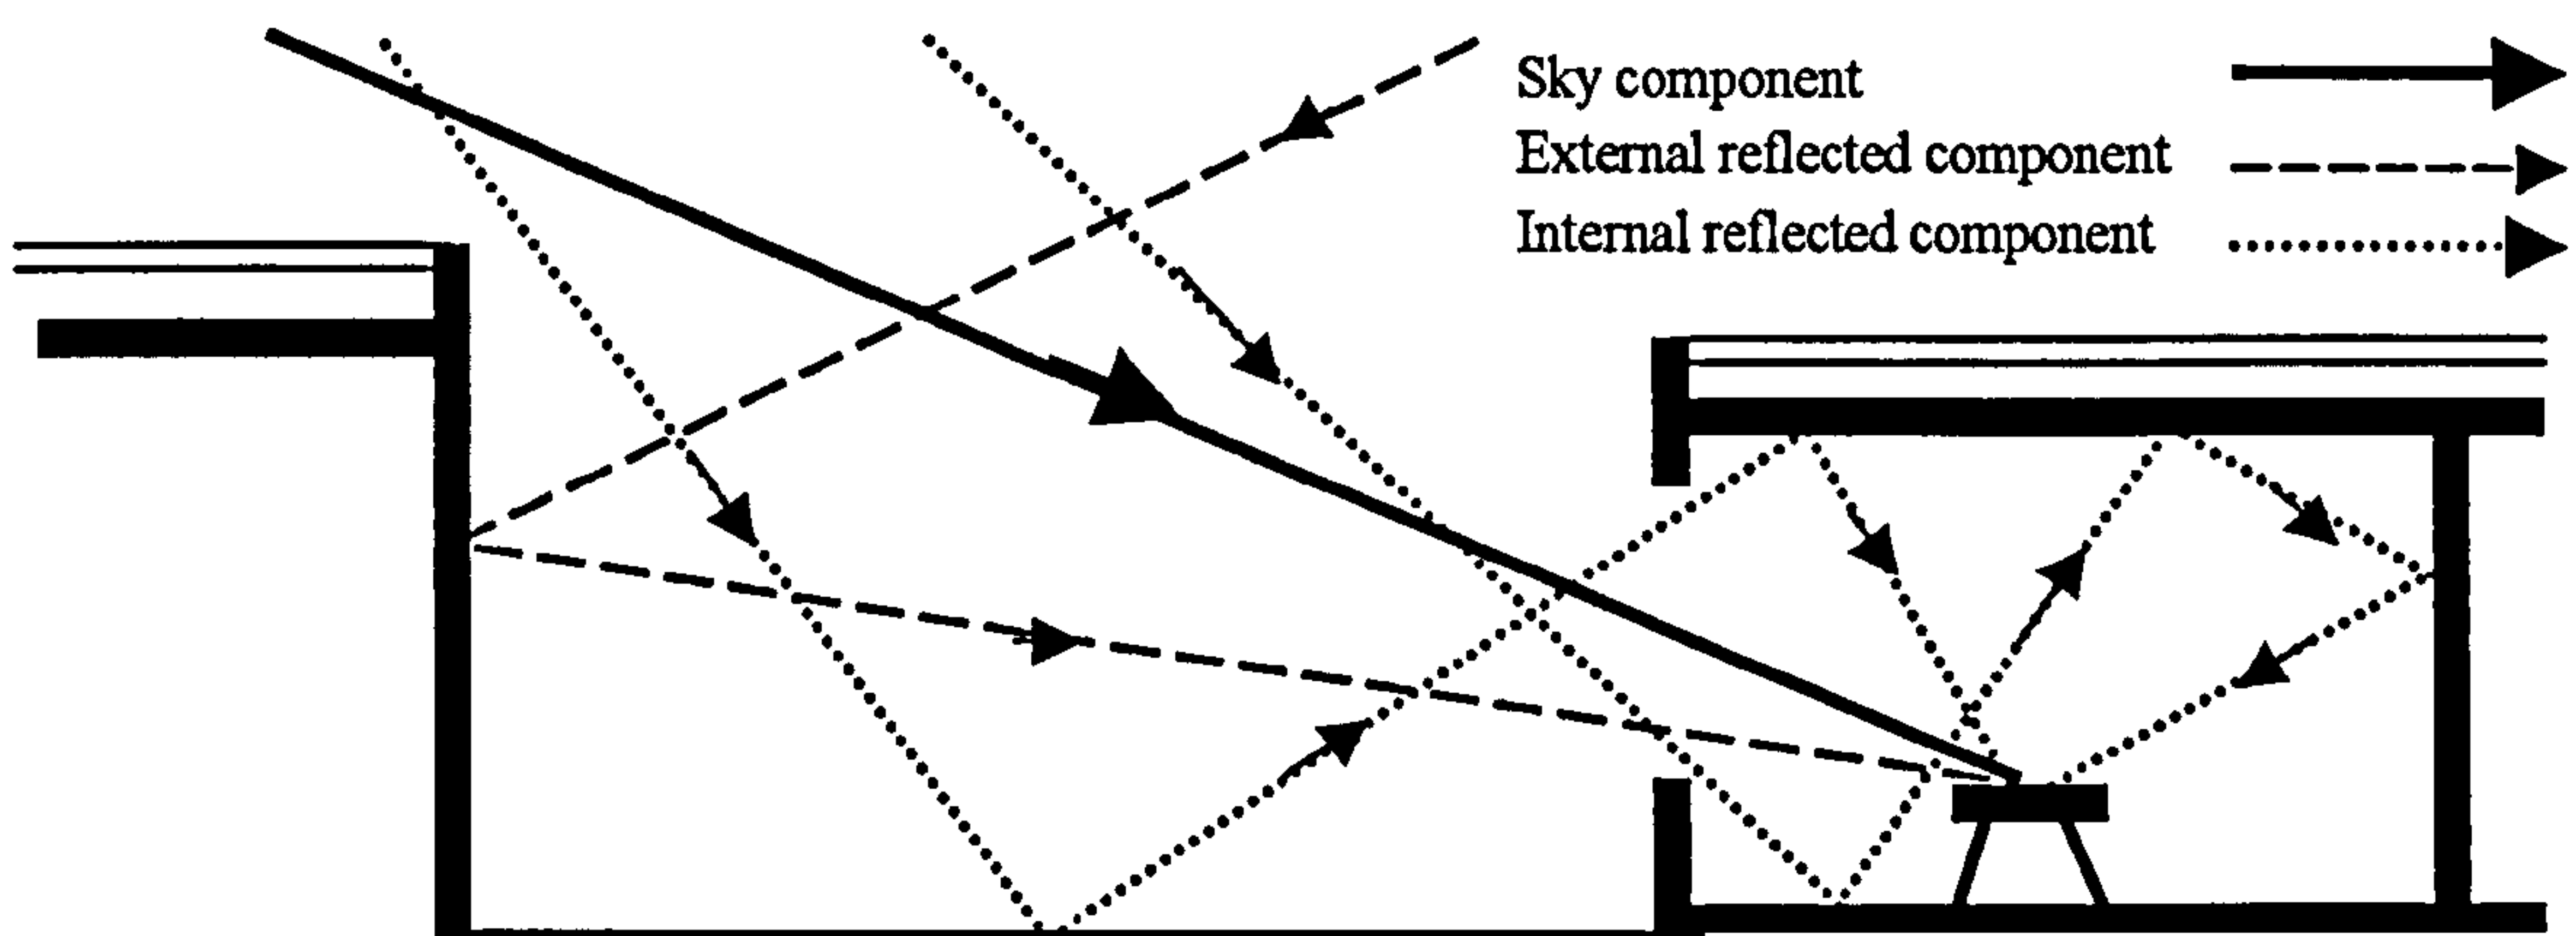 Sky component
External reflected component
Internal reflected component